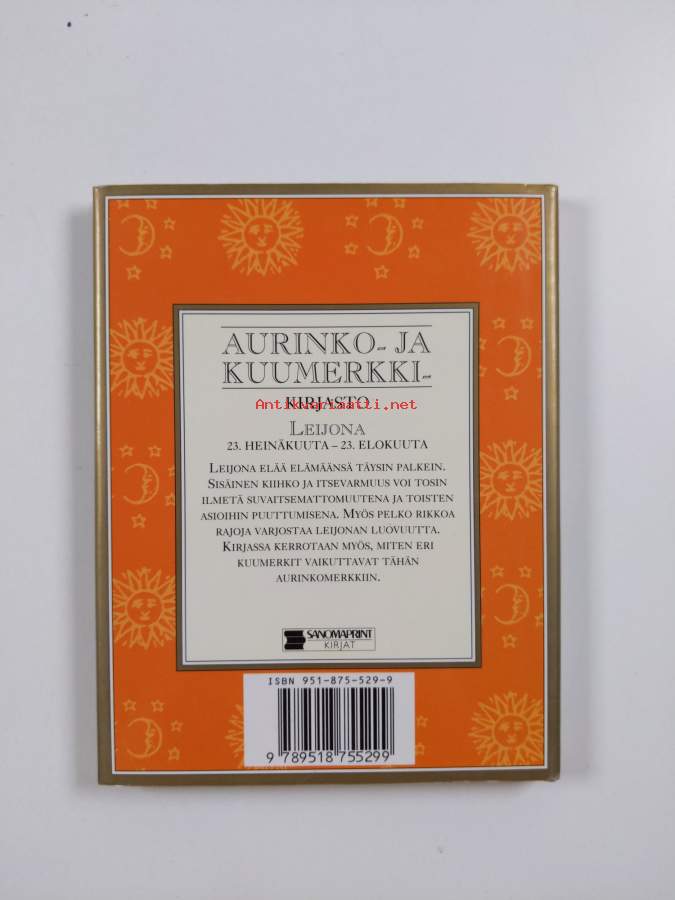 AURINKO- JA
KUUMERKKI-
KIRJASTO
Antikvariaatti.net
LEIJONA
23. HEINÄKUUTA – 23. ELOKUUTA
LEIJONA ELÄÄ ELÄMÄÄNSÄ TÄYSIN PALKEIN.
SISÄINEN KIIHKO JA ITSEVARMUUS VOI TOSIN
ILMETÄ SUVAITSEMATTOMUUTENA JA TOISTEN
ASIOIHIN PUUTTUMISENA. MYÖS PELKO RIKKOA
RAJOJA VARJOSTAA LEIJONAN LUOVUUTTA.
KIRJASSA KERROTAAN MYÖS, MITEN ERI
KUUMERKIT VAIKUTTAVAT TÄHÄN
AURINKOMERKKIIN.
SANOMAPRINT
KIRJAT
ISBN 951-875-529-9
9 789518 755299